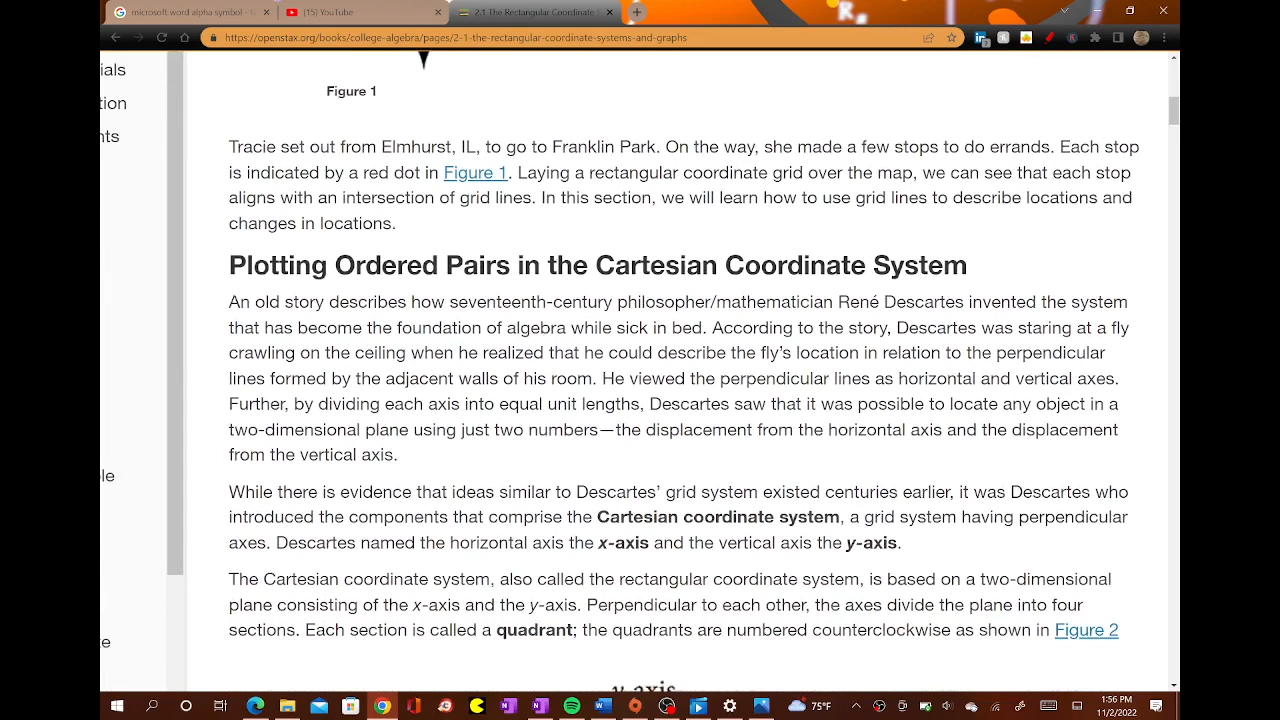 microsoft word alpha symbol - G
(15) YouTube
2.1 The Rectangular Coordinate S
https://openstax.org/books/college-algebra/pages/2-1-the-rectangular-coordinate-systems-and-graphs
ials
tion
nts
Figure 1
Tracie set out from Elmhurst, IL, to go to Franklin Park. On the way, she made a few stops to do errands. Each stop
is indicated by a red dot in Figure 1. Laying a rectangular coordinate grid over the map, we can see that each stop
aligns with an intersection of grid lines. In this section, we will learn how to use grid lines to describe locations and
changes in locations.
Plotting Ordered Pairs in the Cartesian Coordinate System
An old story describes how seventeenth-century philosopher/mathematician René Descartes invented the system
that has become the foundation of algebra while sick in bed. According to the story, Descartes was staring at a fly
crawling on the ceiling when he realized that he could describe the fly's location in relation to the perpendicular
lines formed by the adjacent walls of his room. He viewed the perpendicular lines as horizontal and vertical axes.
Further, by dividing each axis into equal unit lengths, Descartes saw that it was possible to locate any object in a
two-dimensional plane using just two numbers—the displacement from the horizontal axis and the displacement
from the vertical axis.
le
While there is evidence that ideas similar to Descartes' grid system existed centuries earlier, it was Descartes who
introduced the components that comprise the Cartesian coordinate system, a grid system having perpendicular
axes. Descartes named the horizontal axis the x-axis and the vertical axis the y-axis.
The Cartesian coordinate system, also called the rectangular coordinate system, is based on a two-dimensional
plane consisting of the x-axis and the y-axis. Perpendicular to each other, the axes divide the plane into four
sections. Each section is called a quadrant; the quadrants are numbered counterclockwise as shown in Figure 2
te
y-axis
75°F
1:56 PM
11/2/2022